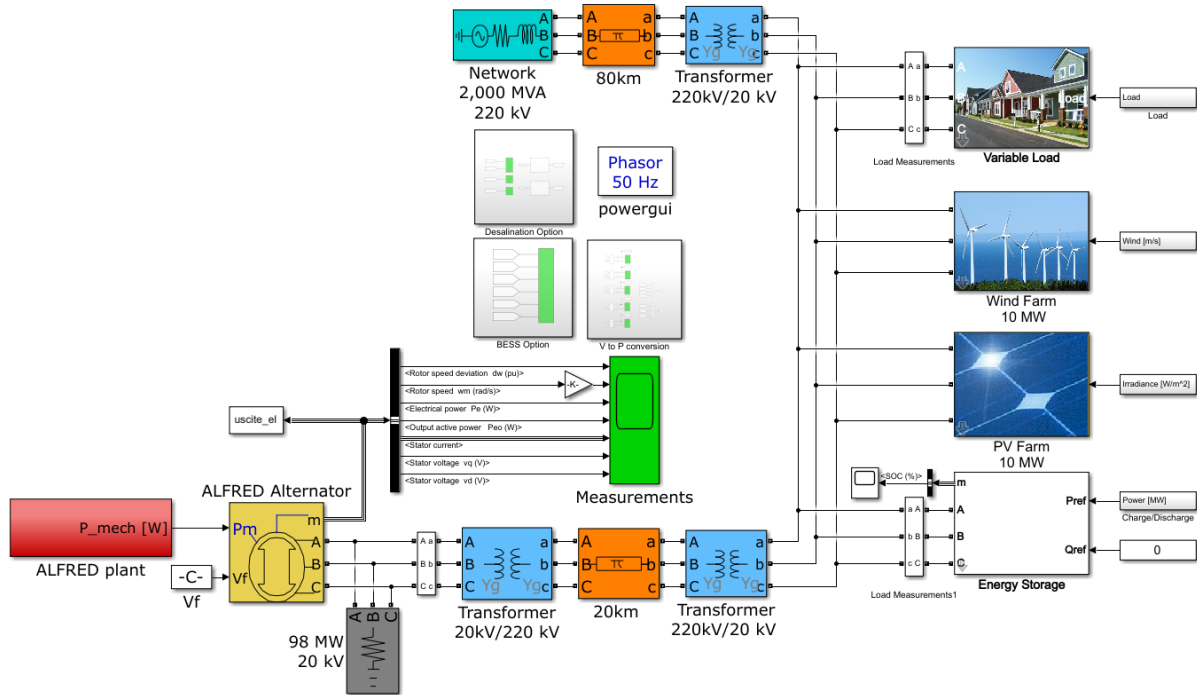 A
B
C
A
B
C
a
b
c
A
B
C
a
b
c
Yg
Yg
Network
2,000 MVA
220 kV
80km
Transformer
220kV/20 kV
A a
B b
C c
Load Measurements
A
C
Load
Variable Load
Load
Load
Desalination Option
Phasor
50 Hz
powergui
BESS Option
V to P conversion
Wind Farm
10 MW
Wind [m/s]
PV Farm
10 MW
Irradiance [W/m^2]
<Rotor speed deviation dw (pu)>
<Rotor speed wm (rad/s)>
-K-
<Electrical power Pe (W)>
<Output active power Peo (W)>
<Stator current>
<Stator voltage vq (V)>
<Stator voltage vd (V)>
Measurements
uscite_el
P_mech [W]
ALFRED plant
-C-
Vf
ALFRED Alternator
Pm
Vf
m
A
B
C
A
B
C
98 MW
20 kV
A a
B b
C c
A
B
C
a
b
c
Yg
Yg
Transformer
20kV/220 kV
A
B
C
a
b
c
20km
A
B
C
a
b
c
Yg
Yg
Transformer
220kV/20 kV
<SOC (%)>
a A
b B
c C
Load Measurements1
m
A
B
C
Pref
Qref
Energy Storage
Power [MW]
Charge/Discharge
0